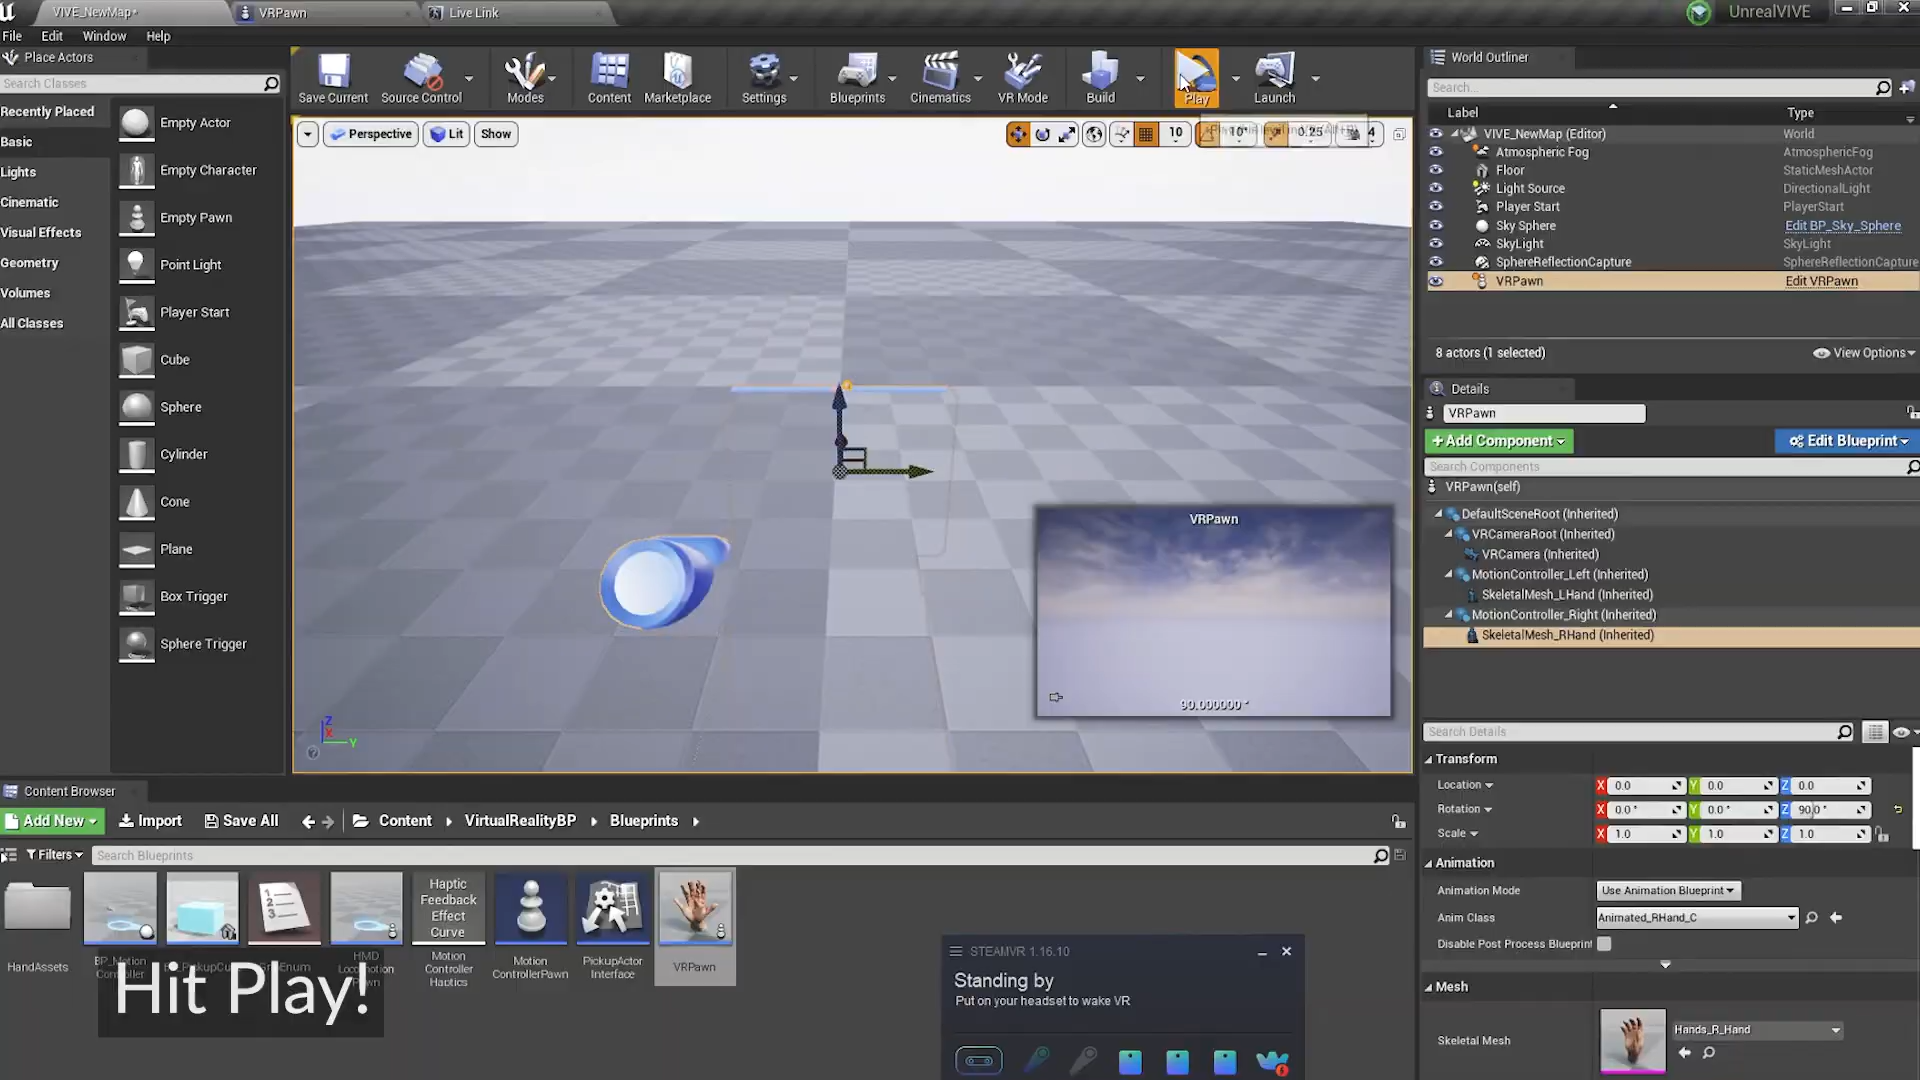 VIVE_NewMap*
VRPawn
Live Link
UnrealVIVE
File
Edit
Window
Help
Place Actors
Search Classes
Recently Placed
Basic
Lights
Cinematic
Visual Effects
Geometry
Volumes
All Classes
Empty Actor
Empty Character
Empty Pawn
Point Light
Player Start
Cube
Sphere
Cylinder
Cone
Plane
Box Trigger
Sphere Trigger
Save Current
Source Control
Modes
Content
Marketplace
Settings
Blueprints
Cinematics
VR Mode
Build
Play
Launch
Perspective
Lit
Show
10
10°
0.25
4
VRPawn
90.000000 °
Z
X
Y
World Outliner
Search...
Label
Type
VIVE_NewMap (Editor)
World
Atmospheric Fog
AtmosphericFog
Floor
StaticMeshActor
Light Source
DirectionalLight
Player Start
PlayerStart
Sky Sphere
Edit BP_Sky_Sphere
SkyLight
SkyLight
SphereReflectionCapture
SphereReflectionCapture
VRPawn
Edit VRPawn
8 actors (1 selected)
View Options
Details
VRPawn
+Add Component
Edit Blueprint
Search Components
VRPawn(self)
DefaultSceneRoot (Inherited)
VRCameraRoot (Inherited)
VRCamera (Inherited)
MotionController_Left (Inherited)
SkeletalMesh_LHand (Inherited)
MotionController_Right (Inherited)
SkeletalMesh_RHand (Inherited)
Search Details
Transform
Location
X 0.0 Y 0.0 Z 0.0
Rotation
X 0.0 ° Y 0.0 ° Z 90.0 °
Scale
X 1.0 Y 1.0 Z 1.0
Animation
Animation Mode
Use Animation Blueprint
Anim Class
Animated_RHand_C
Disable Post Process Blueprint
Mesh
Skeletal Mesh
Hands_R_Hand
Content Browser
Add New
Import
Save All
Content
VirtualRealityBP
Blueprints
Filters
Search Blueprints
HandAssets
Haptic
Feedback
Effect
Curve
Motion
Controller
Haptics
Motion
ControllerPawn
PickupActor
Interface
VRPawn
Hit Play!
STEAMVR 1.16.10
Standing by
Put on your headset to wake VR